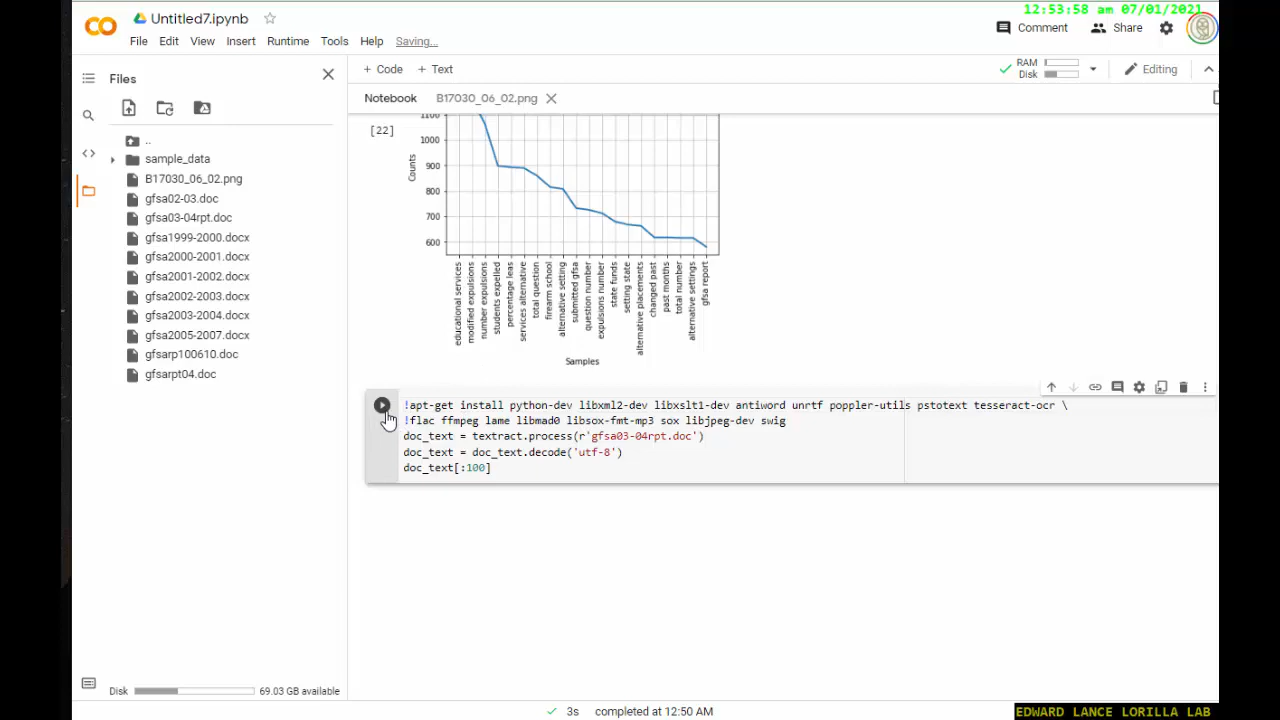 12:53:58 am 07/01/2021
Untitled7.ipynb
Comment
Share
File Edit View Insert Runtime Tools Help Saving...
Files
+ Code + Text
RAM
Disk
Editing
Notebook B17030_06_02.png
..
sample_data
B17030_06_02.png
gfsa02-03.doc
gfsa03-04rpt.doc
gfsa1999-2000.docx
gfsa2000-2001.docx
gfsa2001-2002.docx
gfsa2002-2003.docx
gfsa2003-2004.docx
gfsa2005-2007.docx
gfsarp100610.doc
gfsarpt04.doc
Disk 69.03 GB available
[22]
Counts
1100
1000
900
800
700
600
educational services
modified expulsions
number expulsions
students expelled
percentage leas
services alternative
total question
firearm school
alternative setting
submitted gfsa
question number
expulsions number
state funds
setting state
alternative placements
changed past
past months
total number
alternative settings
gfsa report
Samples
!apt-get install python-dev libxml2-dev libxslt1-dev antiword unrtf poppler-utils pstotext tesseract-ocr \
!flac ffmpeg lame libmad0 libsox-fmt-mp3 sox libjpeg-dev swig
doc_text = textract.process(r'gfsa03-04rpt.doc')
doc_text = doc_text.decode('utf-8')
doc_text[:100]
3s completed at 12:50 AM
EDWARD LANCE LORILLA LAB